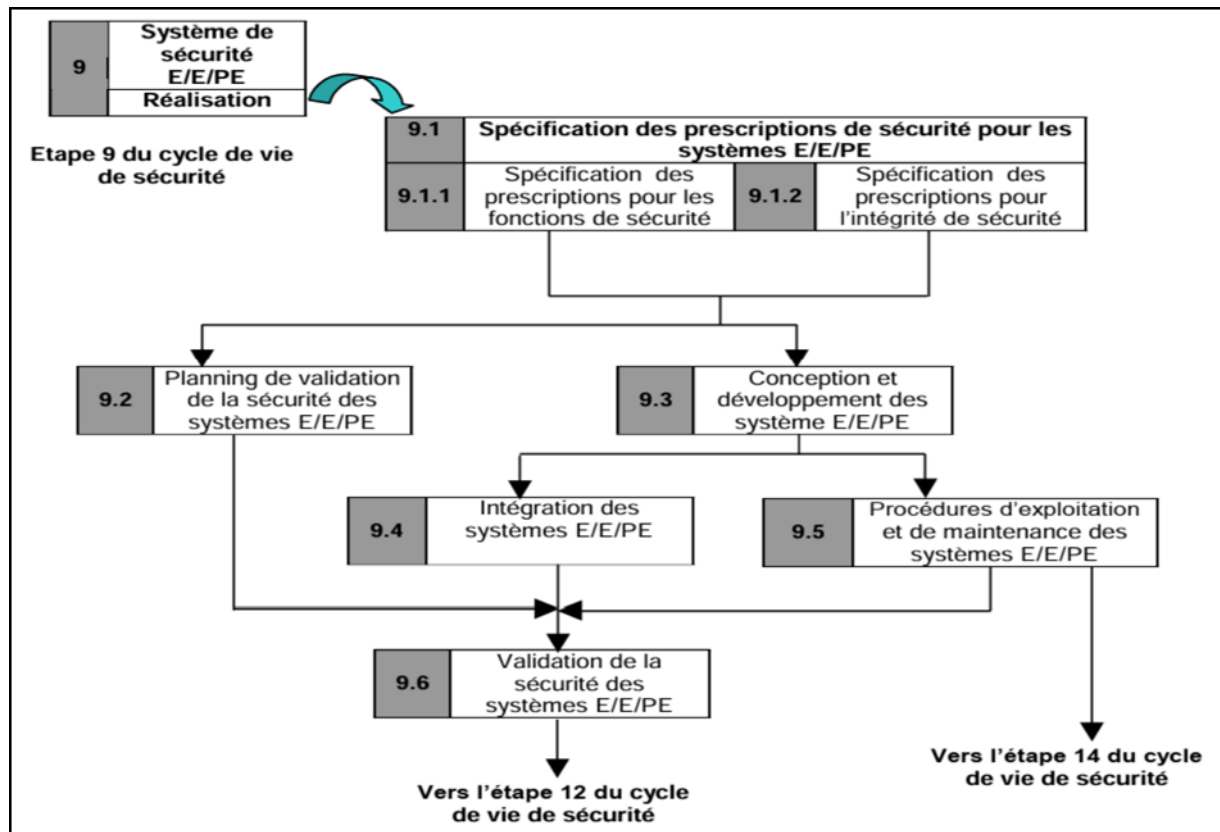 9
Système de
sécurité
E/E/PE
Réalisation
Etape 9 du cycle de vie
de sécurité
9.1
Spécification des prescriptions de sécurité pour les
systèmes E/E/PE
9.1.1
Spécification des
prescriptions pour les
fonctions de sécurité
9.1.2
Spécification des
prescriptions pour
l'intégrité de sécurité
9.2
Planning de validation
de la sécurité des
systèmes E/E/PE
9.3
Conception et
développement des
système E/E/PE
9.4
Intégration des
systèmes E/E/PE
9.5
Procédures d'exploitation
et de maintenance des
systèmes E/E/PE
9.6
Validation de la
sécurité des
systèmes E/E/PE
Vers l'étape 14 du cycle
de vie de sécurité
Vers l'étape 12 du cycle
de vie de sécurité